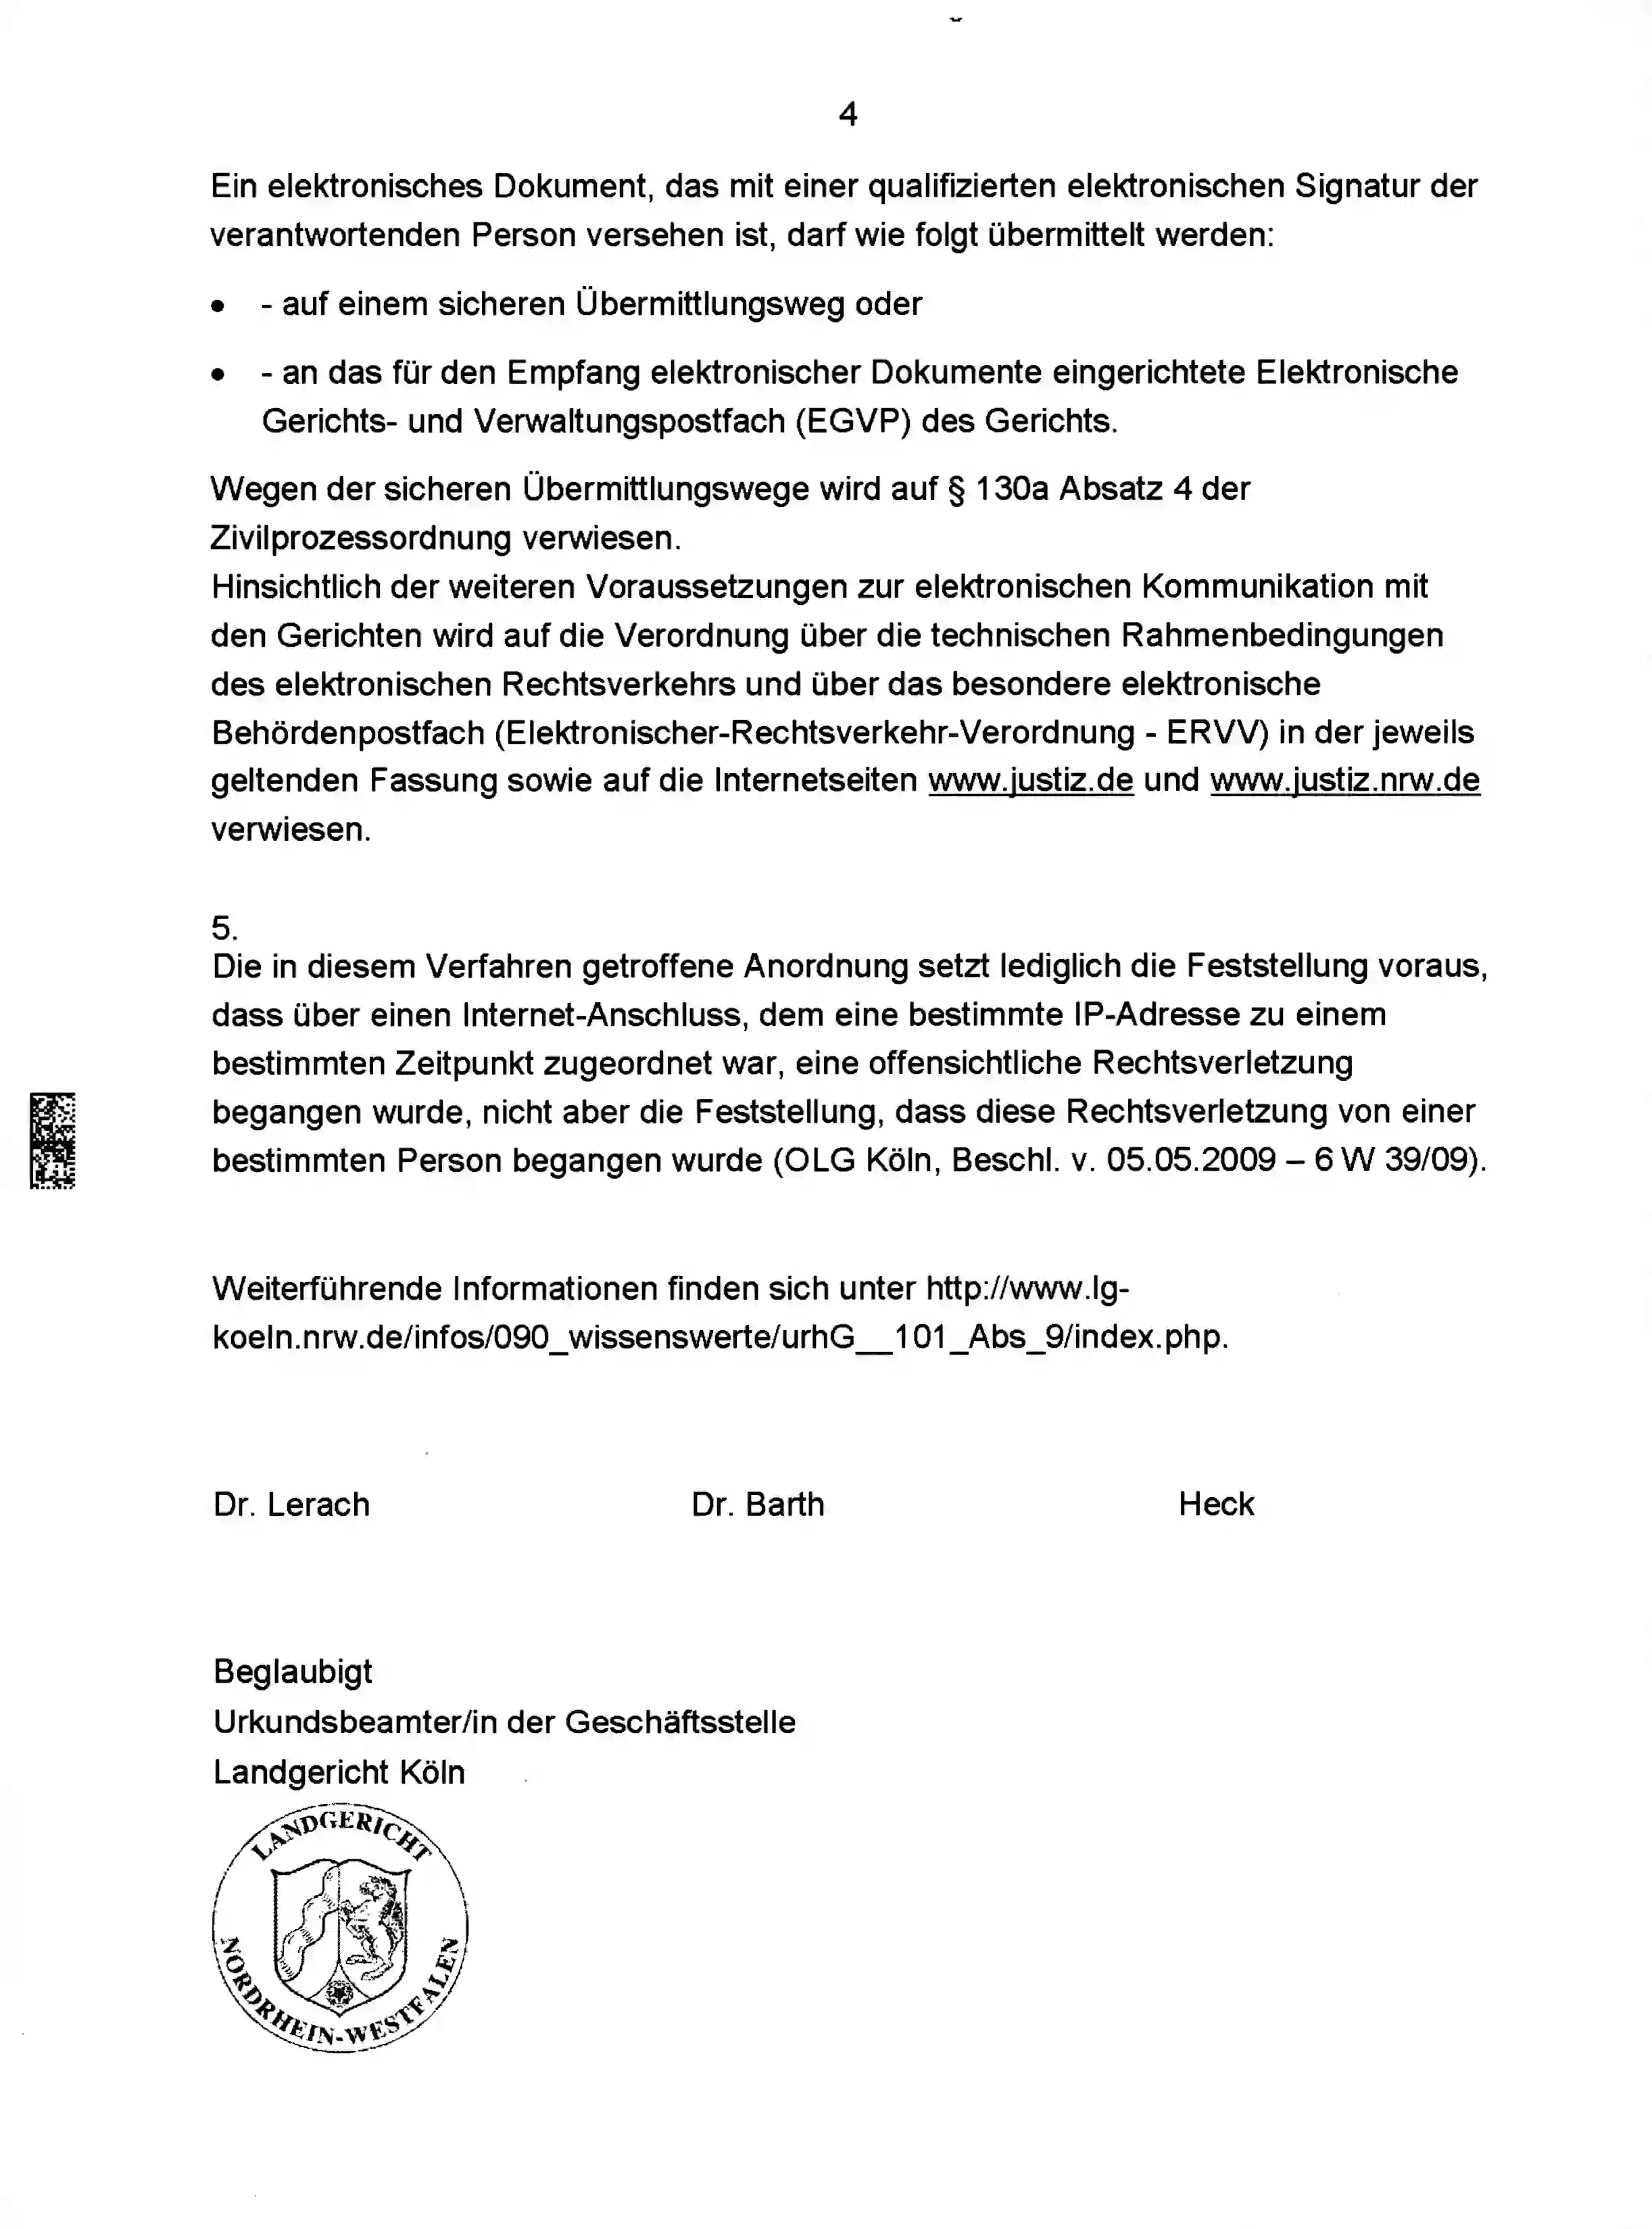 4
Ein elektronisches Dokument, das mit einer qualifizierten elektronischen Signatur der
verantwortenden Person versehen ist, darf wie folgt übermittelt werden:
• - auf einem sicheren Übermittlungsweg oder
• - an das für den Empfang elektronischer Dokumente eingerichtete Elektronische
Gerichts- und Verwaltungspostfach (EGVP) des Gerichts.
Wegen der sicheren Übermittlungswege wird auf § 130a Absatz 4 der
Zivilprozessordnung verwiesen.
Hinsichtlich der weiteren Voraussetzungen zur elektronischen Kommunikation mit
den Gerichten wird auf die Verordnung über die technischen Rahmenbedingungen
des elektronischen Rechtsverkehrs und über das besondere elektronische
Behördenpostfach (Elektronischer-Rechtsverkehr-Verordnung - ERVV) in der jeweils
geltenden Fassung sowie auf die Internetseiten www.justiz.de und www.justiz.nrw.de
verwiesen.
5.
Die in diesem Verfahren getroffene Anordnung setzt lediglich die Feststellung voraus,
dass über einen Internet-Anschluss, dem eine bestimmte IP-Adresse zu einem
bestimmten Zeitpunkt zugeordnet war, eine offensichtliche Rechtsverletzung
begangen wurde, nicht aber die Feststellung, dass diese Rechtsverletzung von einer
bestimmten Person begangen wurde (OLG Köln, Beschl. v. 05.05.2009 – 6 W 39/09).
Weiterführende Informationen finden sich unter http://www.lg-
koeln.nrw.de/infos/090_wissenswerte/urhG__101_Abs_9/index.php.
Dr. Lerach Dr. Barth Heck
Beglaubigt
Urkundsbeamter/in der Geschäftsstelle
Landgericht Köln
LANDGERICHT
NORDRHEIN-WESTFALEN